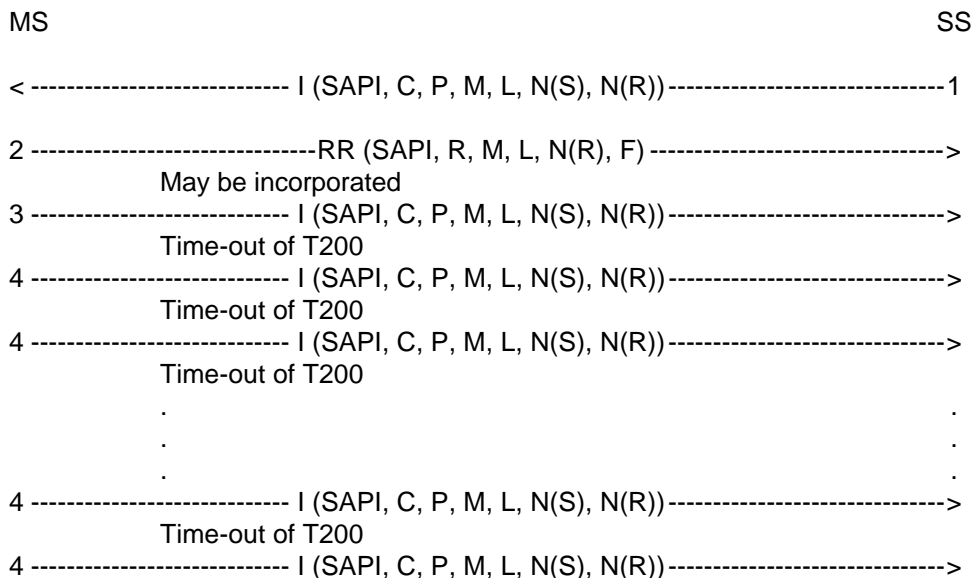 MS SS
< ----------------------------- I (SAPI, C, P, M, L, N(S), N(R))-------------------------------1
2 --------------------------------RR (SAPI, R, M, L, N(R), F) --------------------------------->
May be incorporated
3 ----------------------------- I (SAPI, C, P, M, L, N(S), N(R))------------------------------->
Time-out of T200
4 ----------------------------- I (SAPI, C, P, M, L, N(S), N(R))------------------------------->
Time-out of T200
4 ----------------------------- I (SAPI, C, P, M, L, N(S), N(R))------------------------------->
Time-out of T200
. .
. .
. .
4 ----------------------------- I (SAPI, C, P, M, L, N(S), N(R))------------------------------->
Time-out of T200
4 ----------------------------- I (SAPI, C, P, M, L, N(S), N(R))------------------------------->